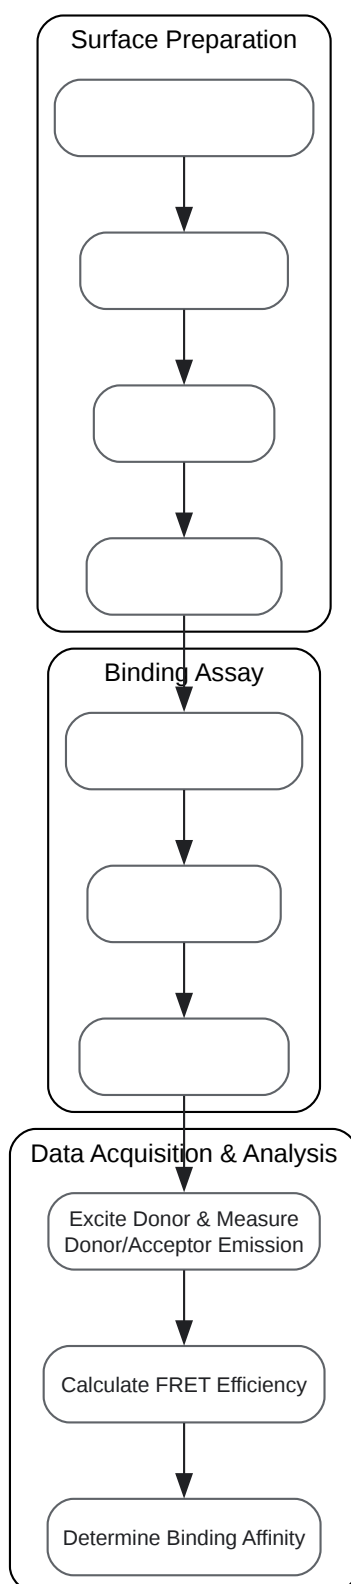 Surface Preparation
Binding Assay
Data Acquisition & Analysis
Excite Donor & Measure
Donor/Acceptor Emission
Calculate FRET Efficiency
Determine Binding Affinity